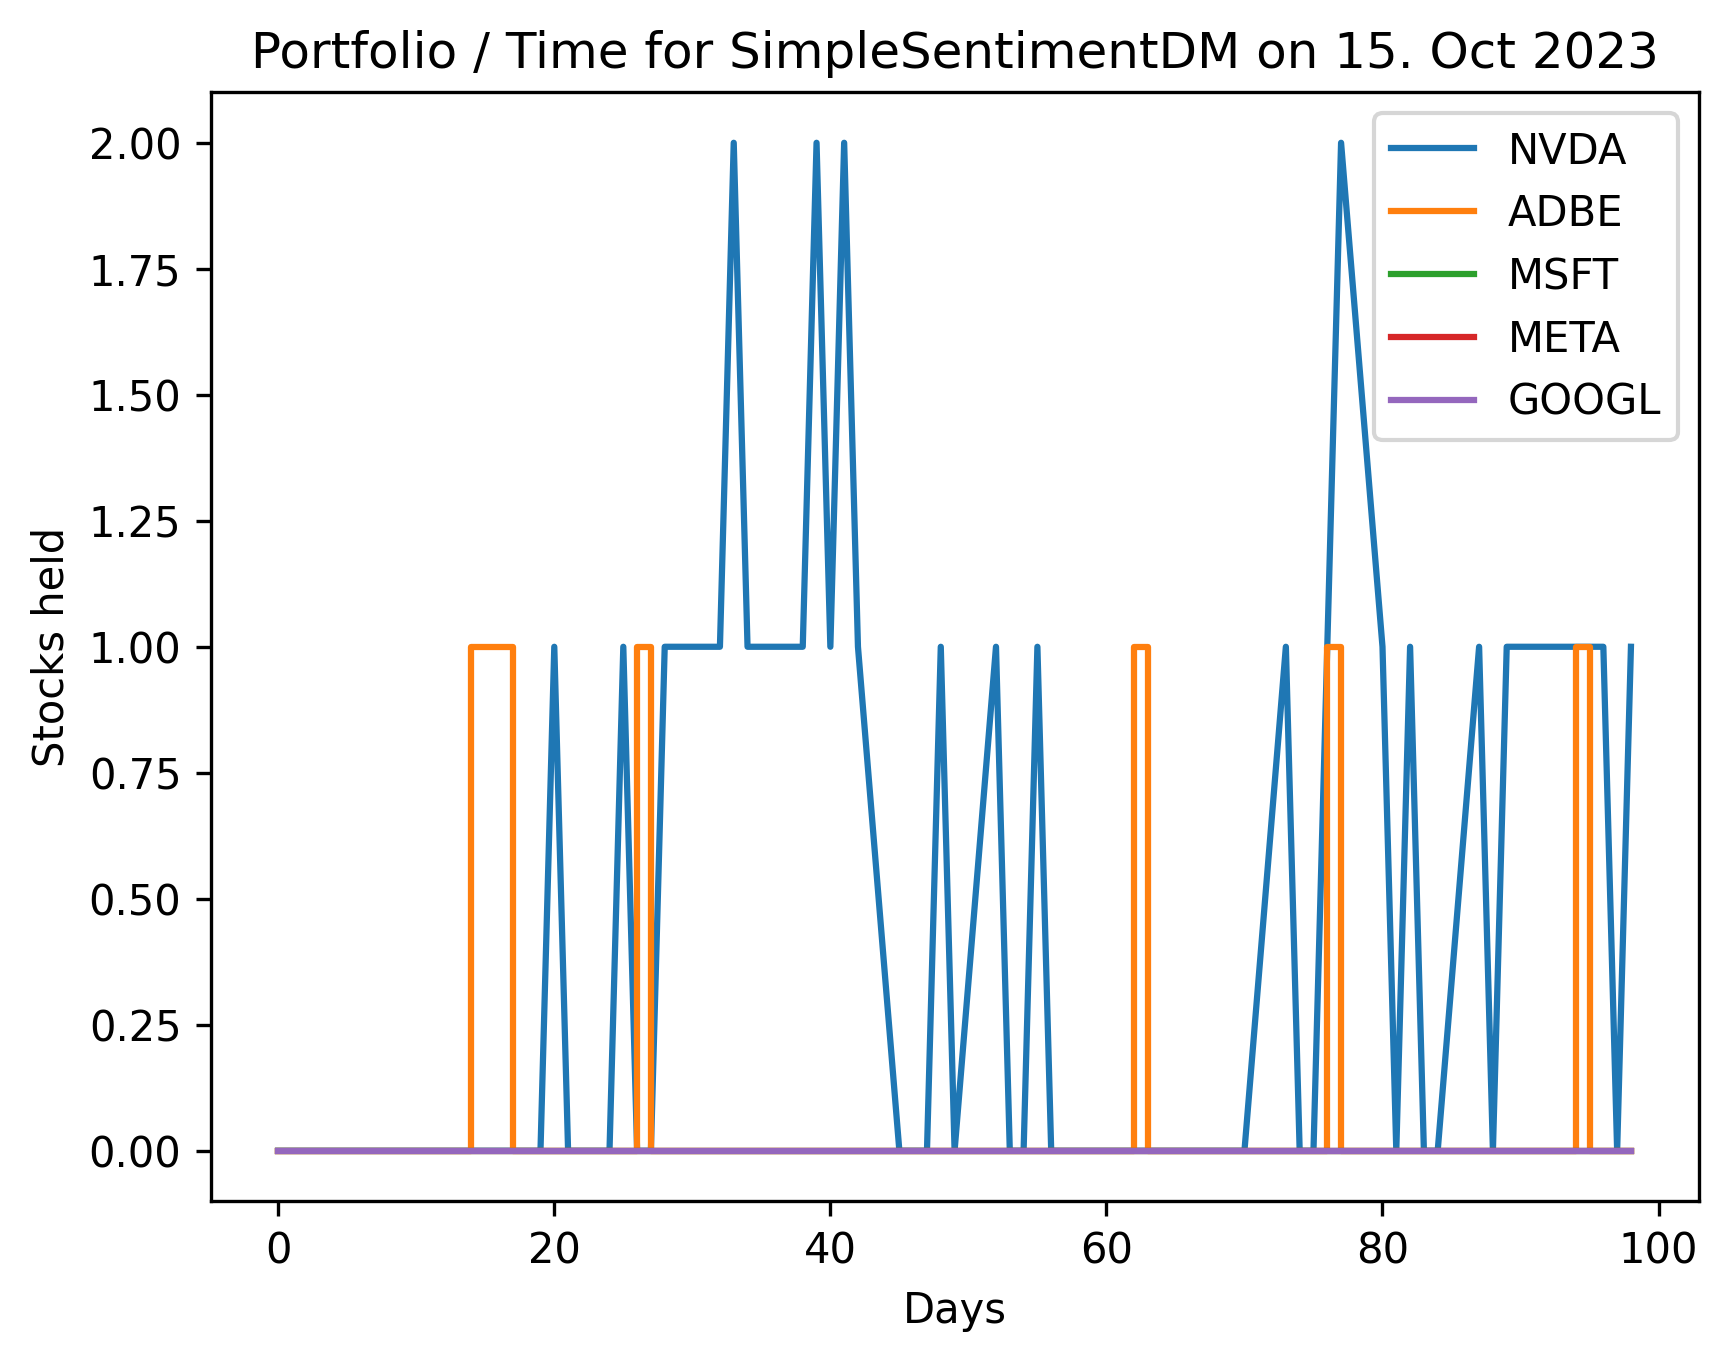 Portfolio / Time for SimpleSentimentDM on 15. Oct 2023
NVDA
ADBE
MSFT
META
GOOGL
Stocks held
2.00
1.75
1.50
1.25
1.00
0.75
0.50
0.25
0.00
0 20 40 60 80 100
Days